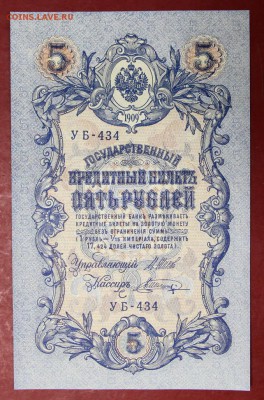 COINS.LAVE.RU
5 5
1909
УБ-434
ГОСУДАРСТВЕННЫЙ
КРЕДИТНЫЙ БИЛЕТЪ
ПЯТЬ РУБЛЕЙ
ГОСУДАРСТВЕННЫЙ БАНКЪ РАЗМѢНИВАЕТЪ
КРЕДИТНЫЕ БИЛЕТЫ НА ЗОЛОТУЮ МОНЕТУ
БЕЗЪ ОГРАНИЧЕНІЯ СУММЫ
(1 РУБЛЬ = 1/15 ИМПЕРІАЛА, СОДЕРЖИТЪ
17,424 ДОЛЕЙ ЧИСТАГО ЗОЛОТА)
Управляющій
Кассиръ
УБ-434
5